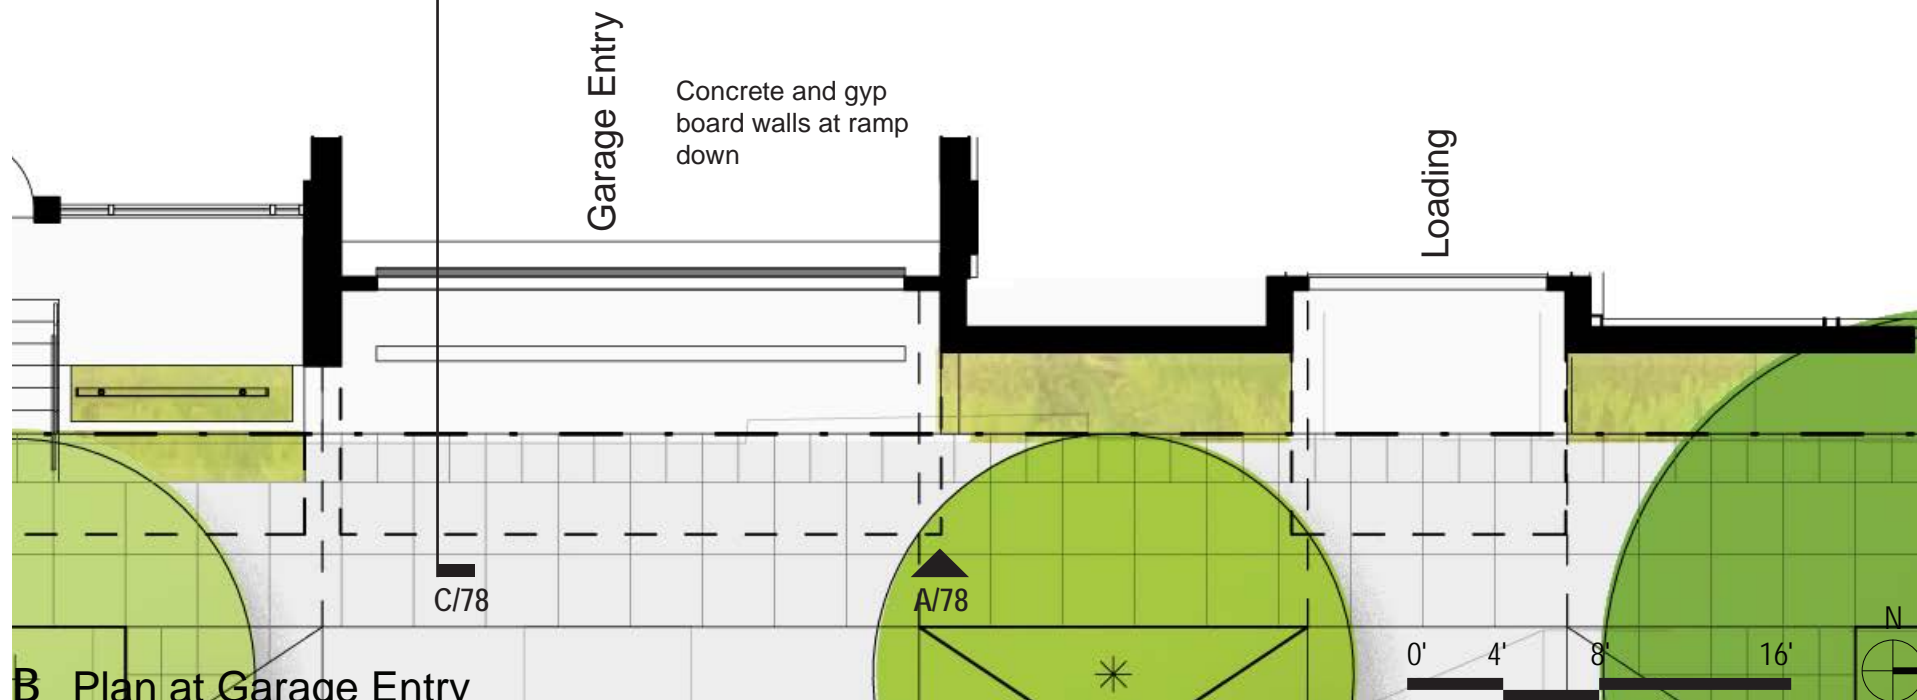 Garage Entry
Concrete and gyp
board walls at ramp
down
Loading
C/78
A/78
N
0' 4' 8' 16'
B Plan at Garage Entry